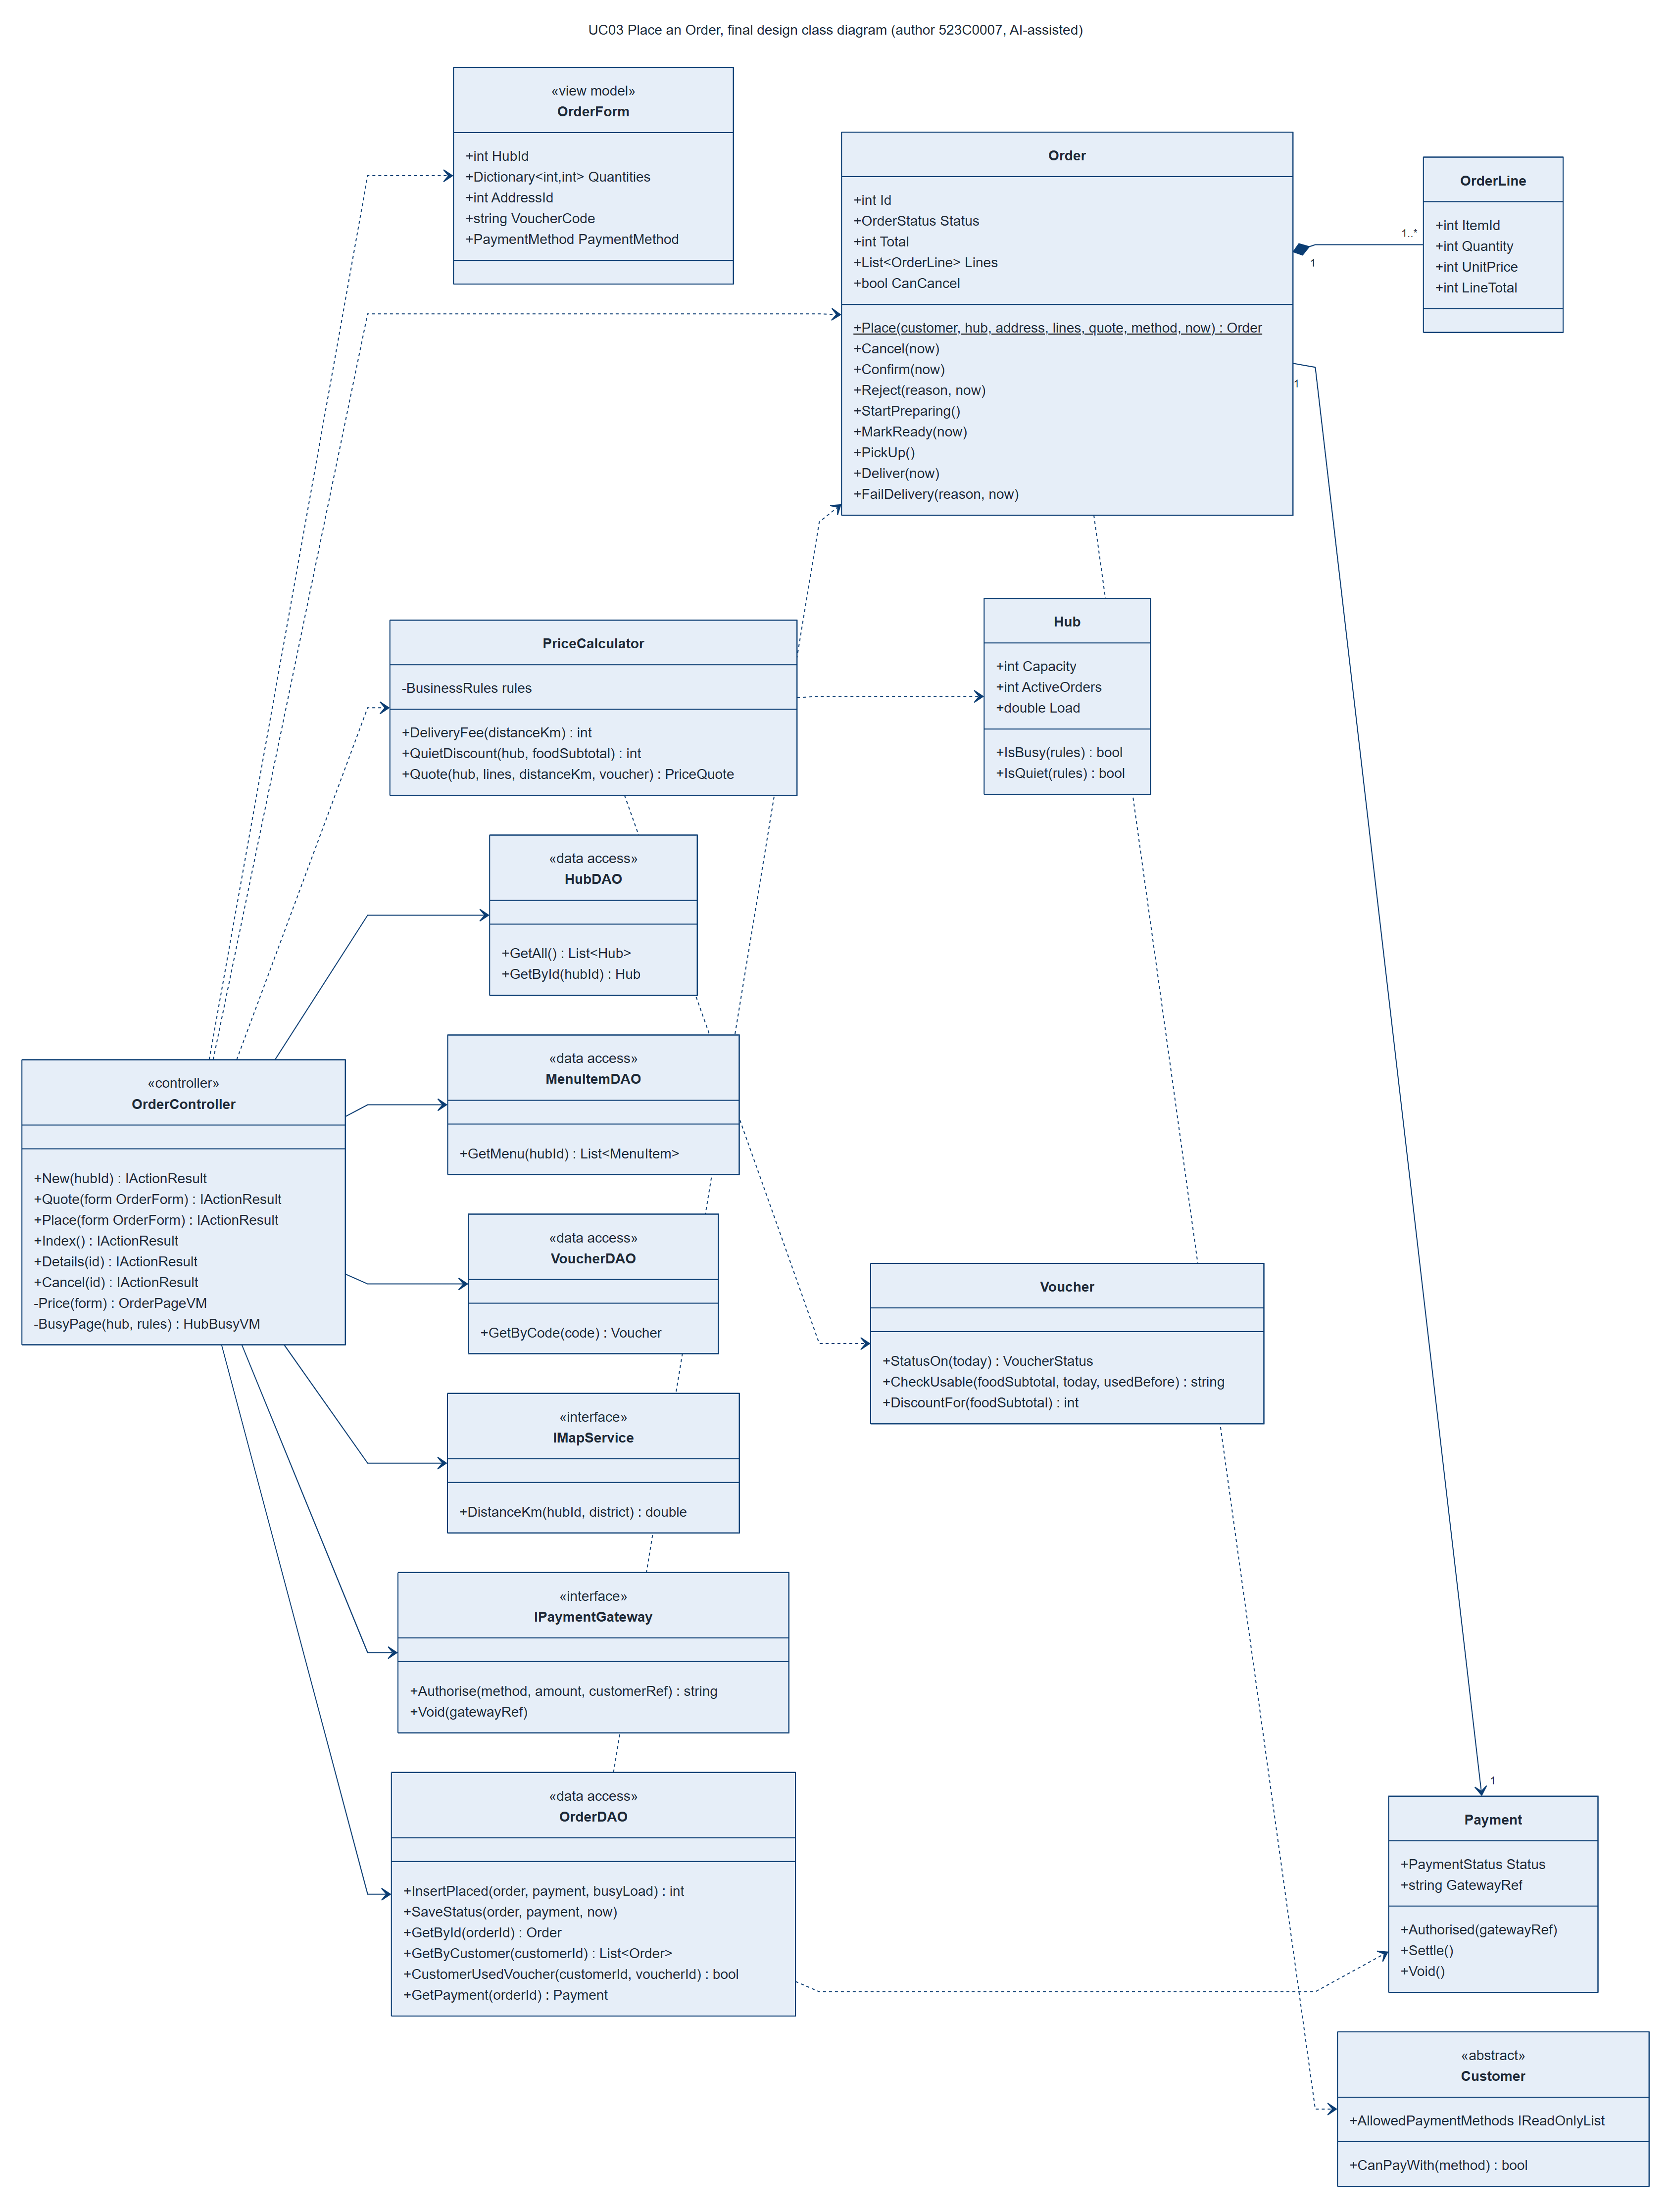 UC03 Place an Order, final design class diagram (author 523C0007, AI-assisted)
«view model»
OrderForm
+int HubId
+Dictionary<int,int> Quantities
+int AddressId
+string VoucherCode
+PaymentMethod PaymentMethod
Order
+int Id
+OrderStatus Status
+int Total
+List<OrderLine> Lines
+bool CanCancel
+Place(customer, hub, address, lines, quote, method, now) : Order
+Cancel(now)
+Confirm(now)
+Reject(reason, now)
+StartPreparing()
+MarkReady(now)
+PickUp()
+Deliver(now)
+FailDelivery(reason, now)
1
1..*
1
OrderLine
+int ItemId
+int Quantity
+int UnitPrice
+int LineTotal
PriceCalculator
-BusinessRules rules
+DeliveryFee(distanceKm) : int
+QuietDiscount(hub, foodSubtotal) : int
+Quote(hub, lines, distanceKm, voucher) : PriceQuote
Hub
+int Capacity
+int ActiveOrders
+double Load
+IsBusy(rules) : bool
+IsQuiet(rules) : bool
«data access»
HubDAO
+GetAll() : List<Hub>
+GetById(hubId) : Hub
«data access»
MenuItemDAO
+GetMenu(hubId) : List<MenuItem>
«controller»
OrderController
+New(hubId) : IActionResult
+Quote(form OrderForm) : IActionResult
+Place(form OrderForm) : IActionResult
+Index() : IActionResult
+Details(id) : IActionResult
+Cancel(id) : IActionResult
-Price(form) : OrderPageVM
-BusyPage(hub, rules) : HubBusyVM
«data access»
VoucherDAO
+GetByCode(code) : Voucher
Voucher
+StatusOn(today) : VoucherStatus
+CheckUsable(foodSubtotal, today, usedBefore) : string
+DiscountFor(foodSubtotal) : int
«interface»
IMapService
+DistanceKm(hubId, district) : double
«interface»
IPaymentGateway
+Authorise(method, amount, customerRef) : string
+Void(gatewayRef)
«data access»
OrderDAO
+InsertPlaced(order, payment, busyLoad) : int
+SaveStatus(order, payment, now)
+GetById(orderId) : Order
+GetByCustomer(customerId) : List<Order>
+CustomerUsedVoucher(customerId, voucherId) : bool
+GetPayment(orderId) : Payment
1
Payment
+PaymentStatus Status
+string GatewayRef
+Authorised(gatewayRef)
+Settle()
+Void()
«abstract»
Customer
+AllowedPaymentMethods IReadOnlyList
+CanPayWith(method) : bool